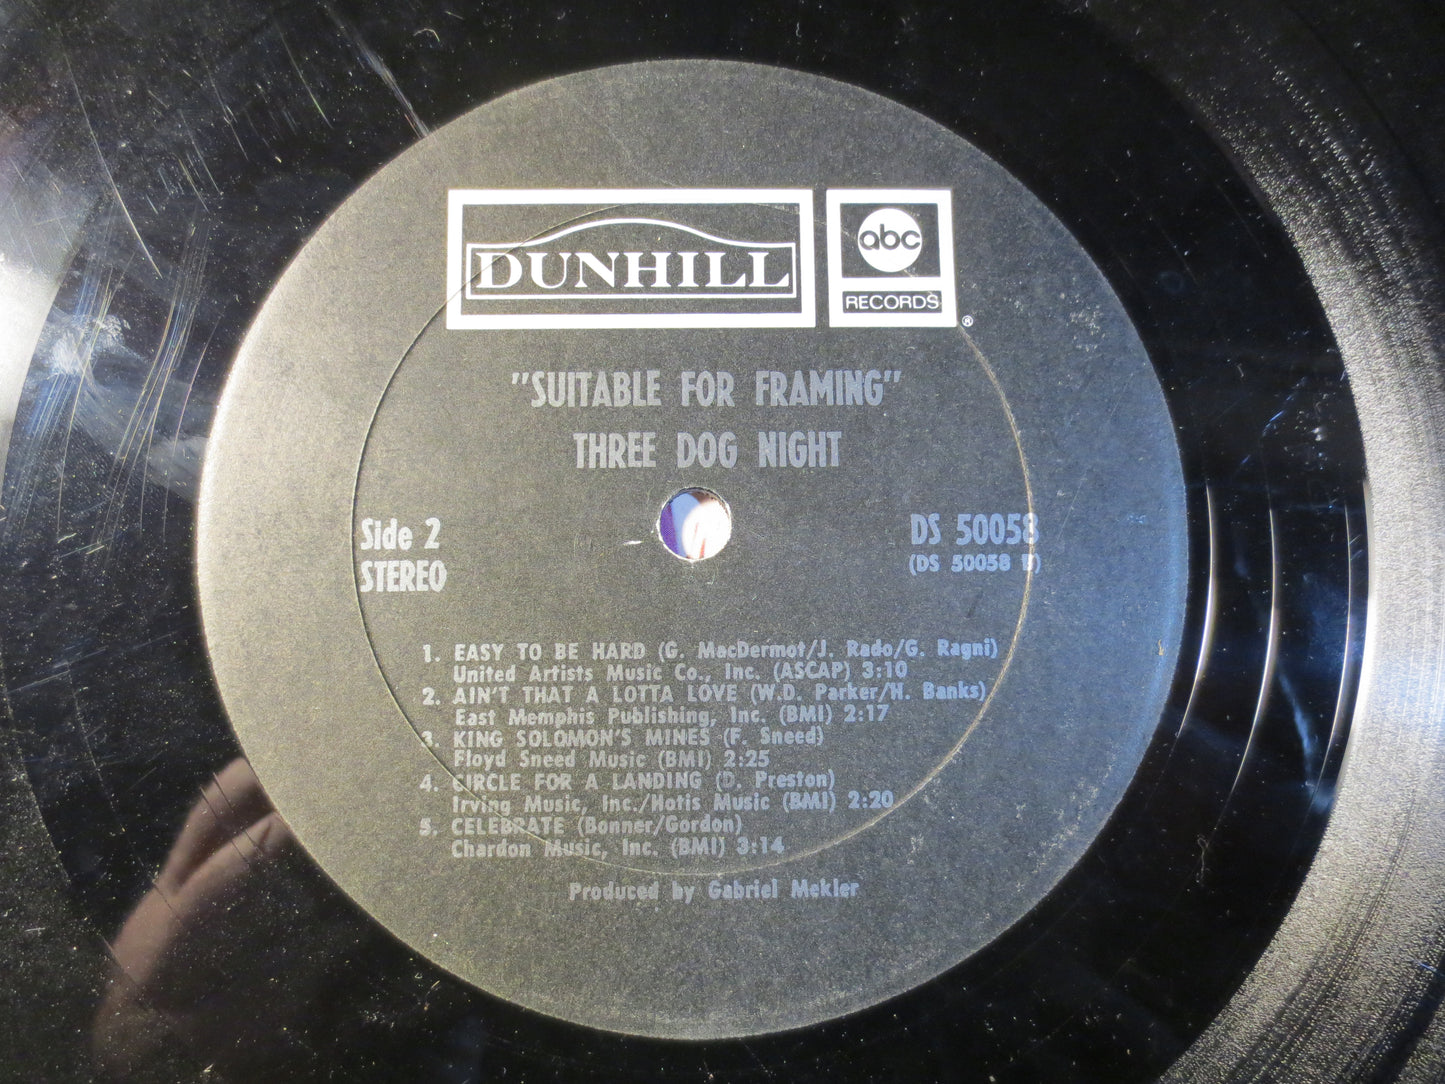 DUNHILL
abc
RECORDS
®
"SUITABLE FOR FRAMING"
THREE DOG NIGHT
Side 2
STEREO
DS 50058
(DS 50058 B)
1. EASY TO BE HARD (G. MacDermot/J. Rado/G. Ragni)
United Artists Music Co., Inc. (ASCAP) 3:10
2. AIN'T THAT A LOTTA LOVE (W.D. Parker/H. Banks)
East Memphis Publishing, Inc. (BMI) 2:17
3. KING SOLOMON'S MINES (F. Sneed)
Floyd Sneed Music (BMI) 2:25
4. CIRCLE FOR A LANDING (D. Preston)
Irving Music, Inc./Hotis Music (BMI) 2:20
5. CELEBRATE (Bonner/Gordon)
Chardon Music, Inc. (BMI) 3:14
Produced by Gabriel Mekler